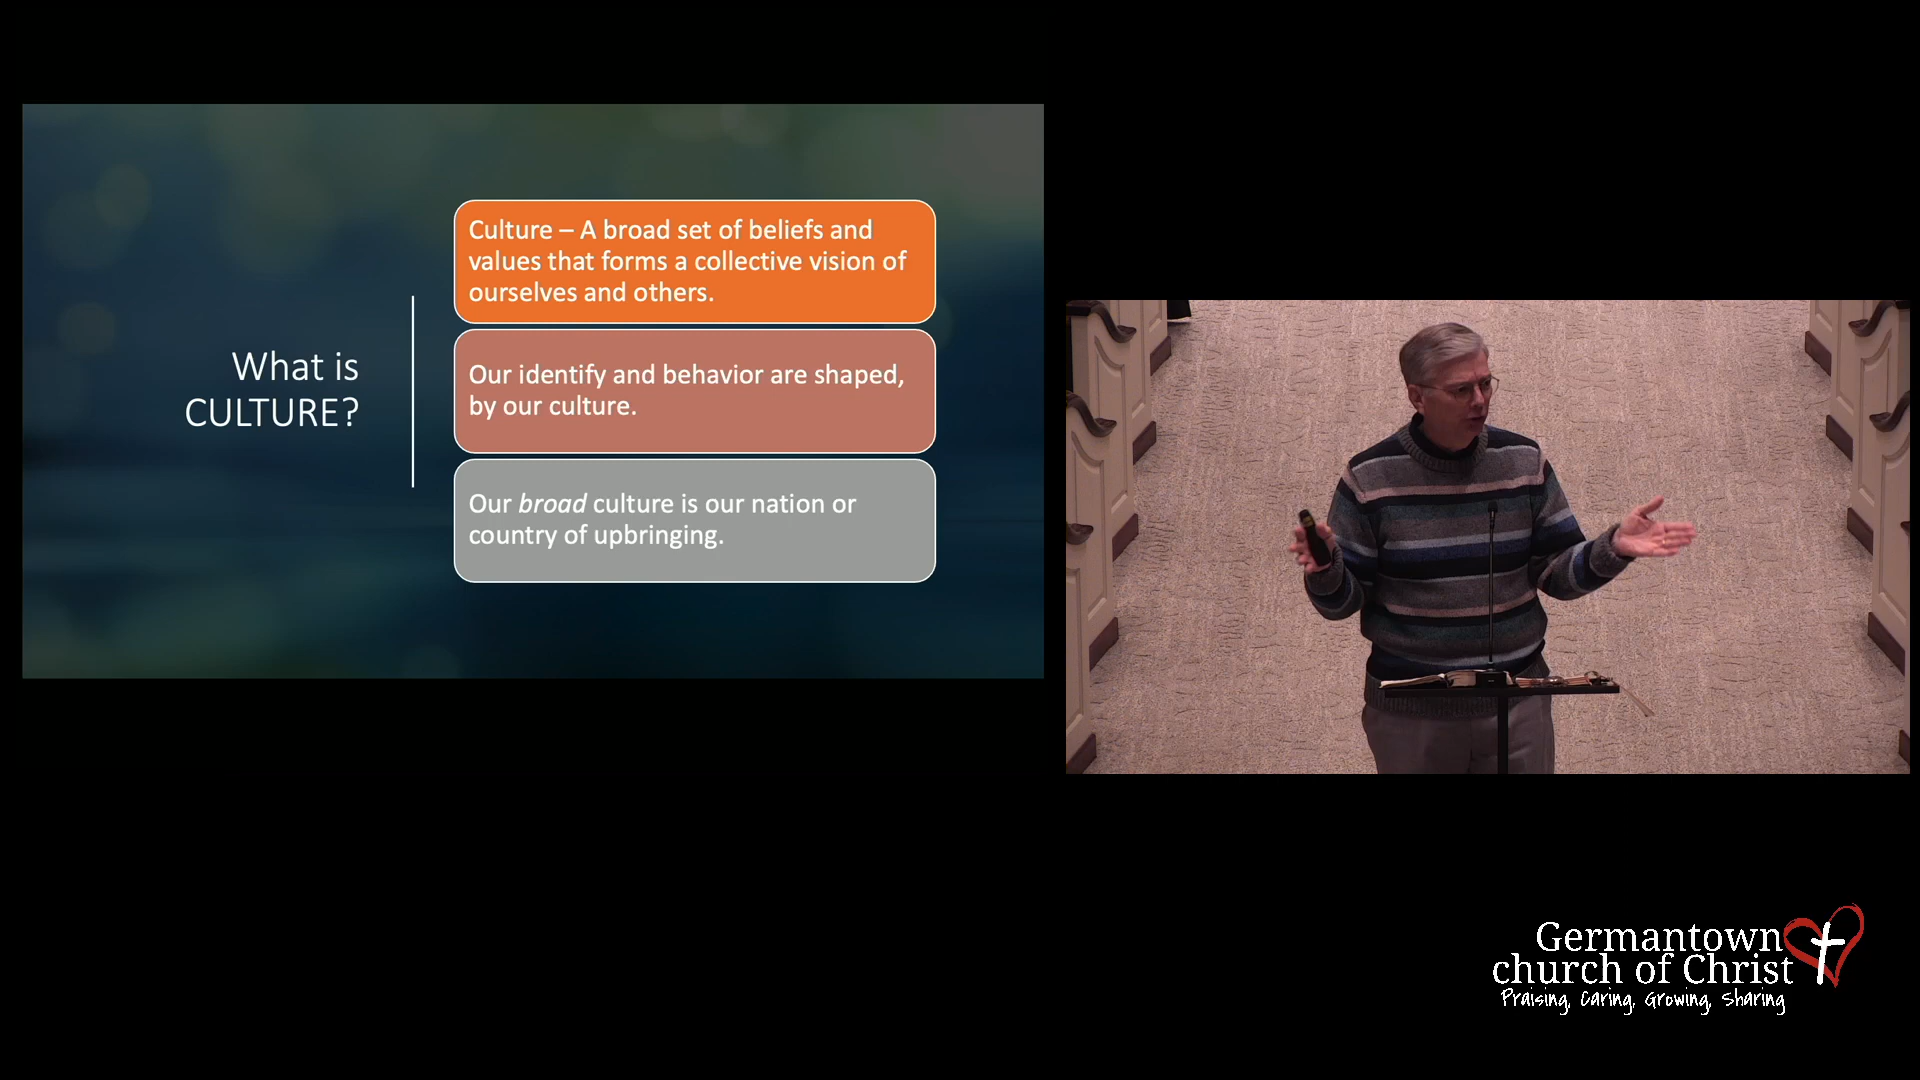 What is
CULTURE?
Culture – A broad set of beliefs and
values that forms a collective vision of
ourselves and others.
Our identify and behavior are shaped,
by our culture.
Our broad culture is our nation or
country of upbringing.
Germantown
church of Christ
Praising, Caring, Growing, Sharing